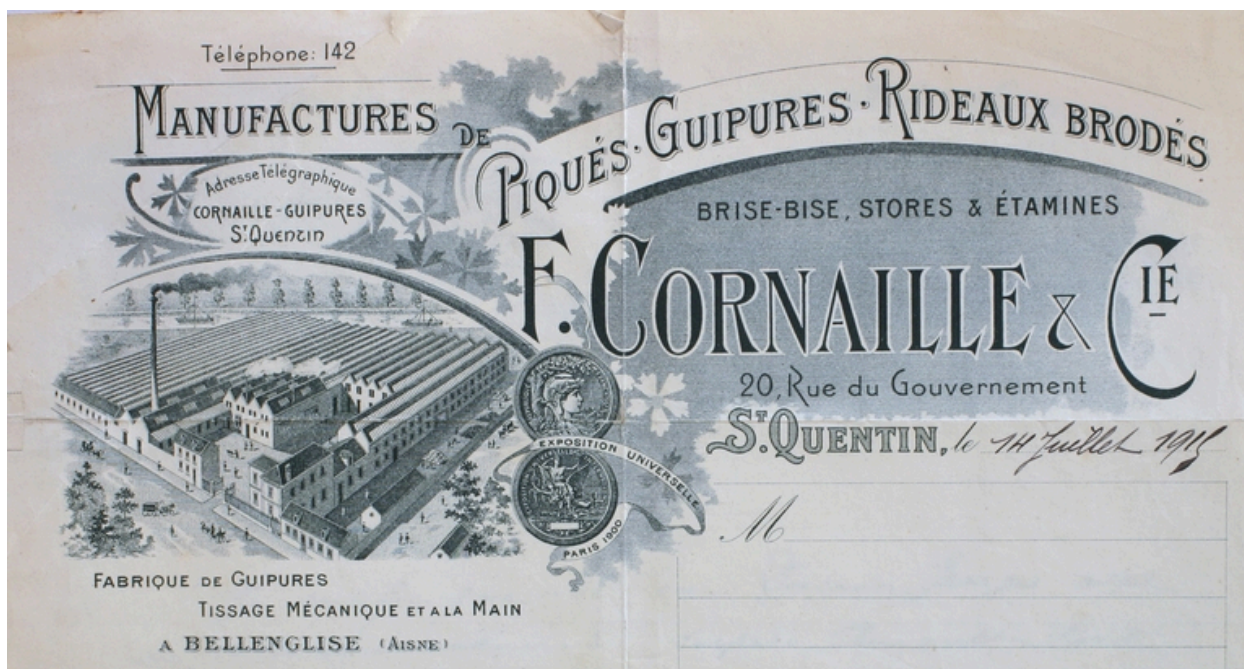 Téléphone: 142
MANUFACTURES DE PIQUÉS · GUIPURES · RIDEAUX BRODÉS
Adresse Télégraphique
CORNAILLE - GUIPURES
ST QUENTIN
BRISE-BISE, STORES & ÉTAMINES
F. CORNAILLE & CIE
20, Rue du Gouvernement
ST QUENTIN, le 14 Juillet 1915
M
EXPOSITION UNIVERSELLE
PARIS 1900
FABRIQUE DE GUIPURES
TISSAGE MÉCANIQUE ET A LA MAIN
A BELLENGLISE (AISNE)